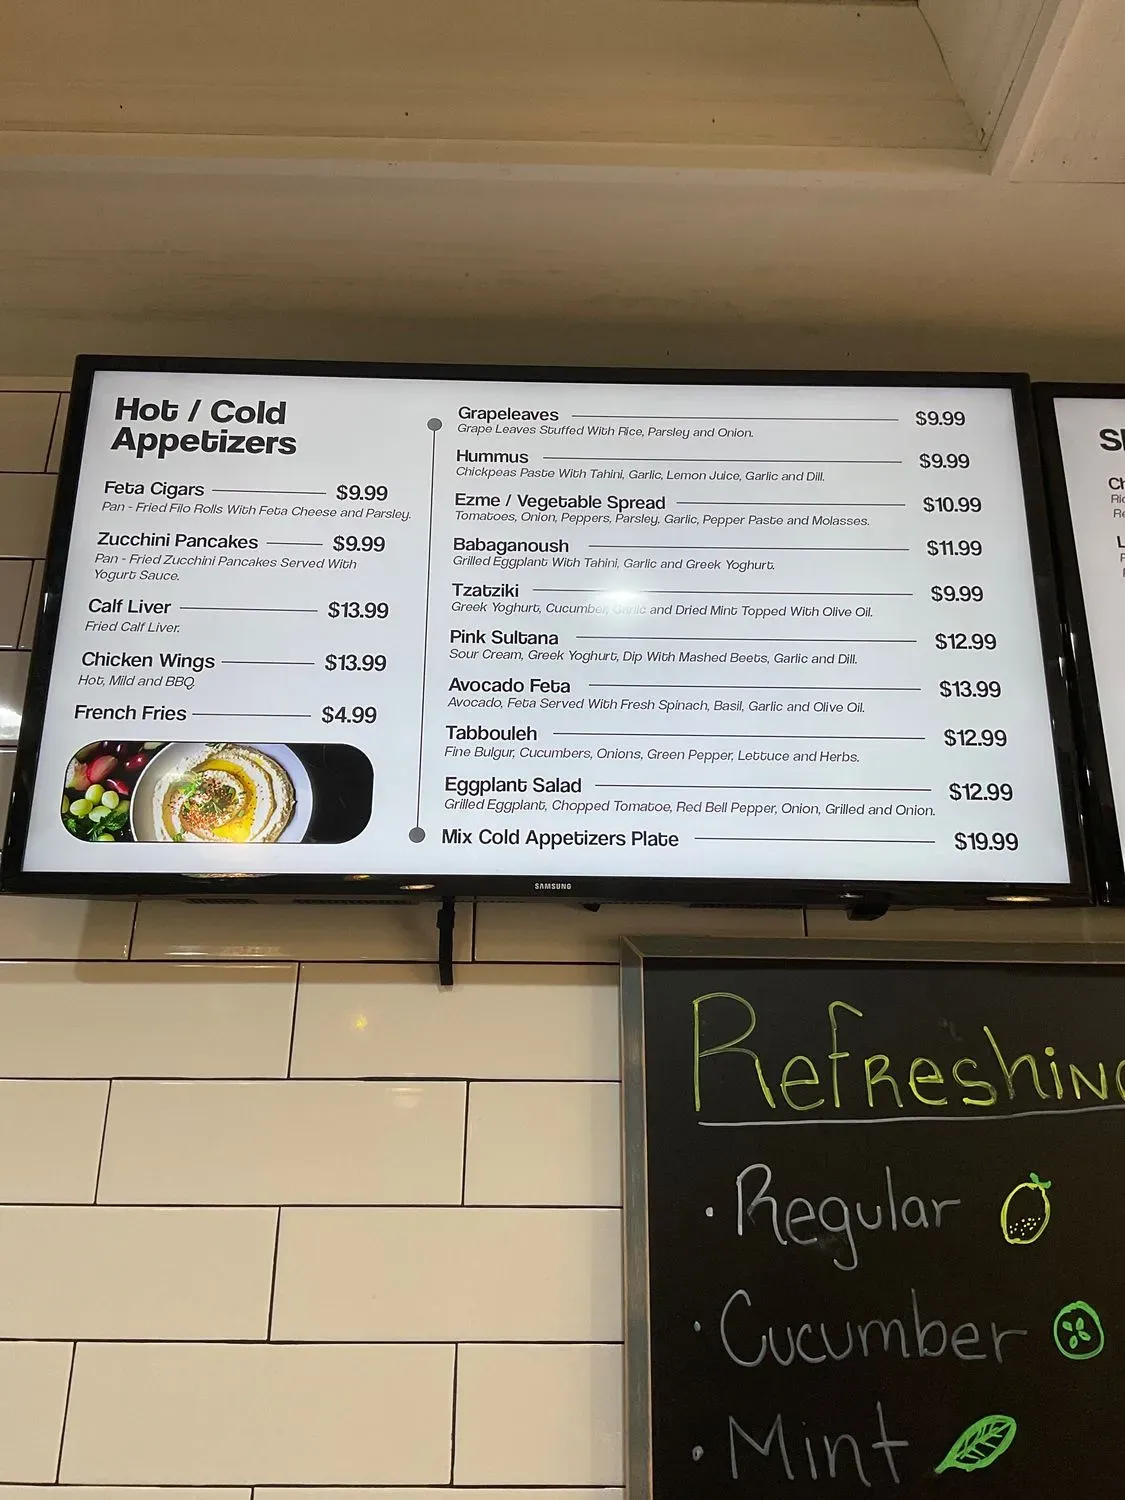 Hot / Cold
Appetizers
Feta Cigars $9.99
Pan - Fried Filo Rolls With Feta Cheese and Parsley.
Zucchini Pancakes $9.99
Pan - Fried Zucchini Pancakes Served With
Yogurt Sauce.
Calf Liver $13.99
Fried Calf Liver.
Chicken Wings $13.99
Hot, Mild and BBQ
French Fries $4.99
Grapeleaves $9.99
Grape Leaves Stuffed With Rice, Parsley and Onion.
Hummus $9.99
Chickpeas Paste With Tahini, Garlic, Lemon Juice, Garlic and Dill.
Ezme / Vegetable Spread $10.99
Tomatoes, Onion, Peppers, Parsley, Garlic, Pepper Paste and Molasses.
Babaganoush $11.99
Grilled Eggplant With Tahini, Garlic and Greek Yoghurt.
Tzatziki $9.99
Greek Yoghurt, Cucumber, Garlic and Dried Mint Topped With Olive Oil.
Pink Sultana $12.99
Sour Cream, Greek Yoghurt, Dip With Mashed Beets, Garlic and Dill.
Avocado Feta $13.99
Avocado, Feta Served With Fresh Spinach, Basil, Garlic and Olive Oil.
Tabbouleh $12.99
Fine Bulgur, Cucumbers, Onions, Green Pepper, Lettuce and Herbs.
Eggplant Salad $12.99
Grilled Eggplant, Chopped Tomatoe, Red Bell Pepper, Onion, Grilled and Onion.
Mix Cold Appetizers Plate $19.99
SAMSUNG
Refreshing
• Regular
• Cucumber
• Mint